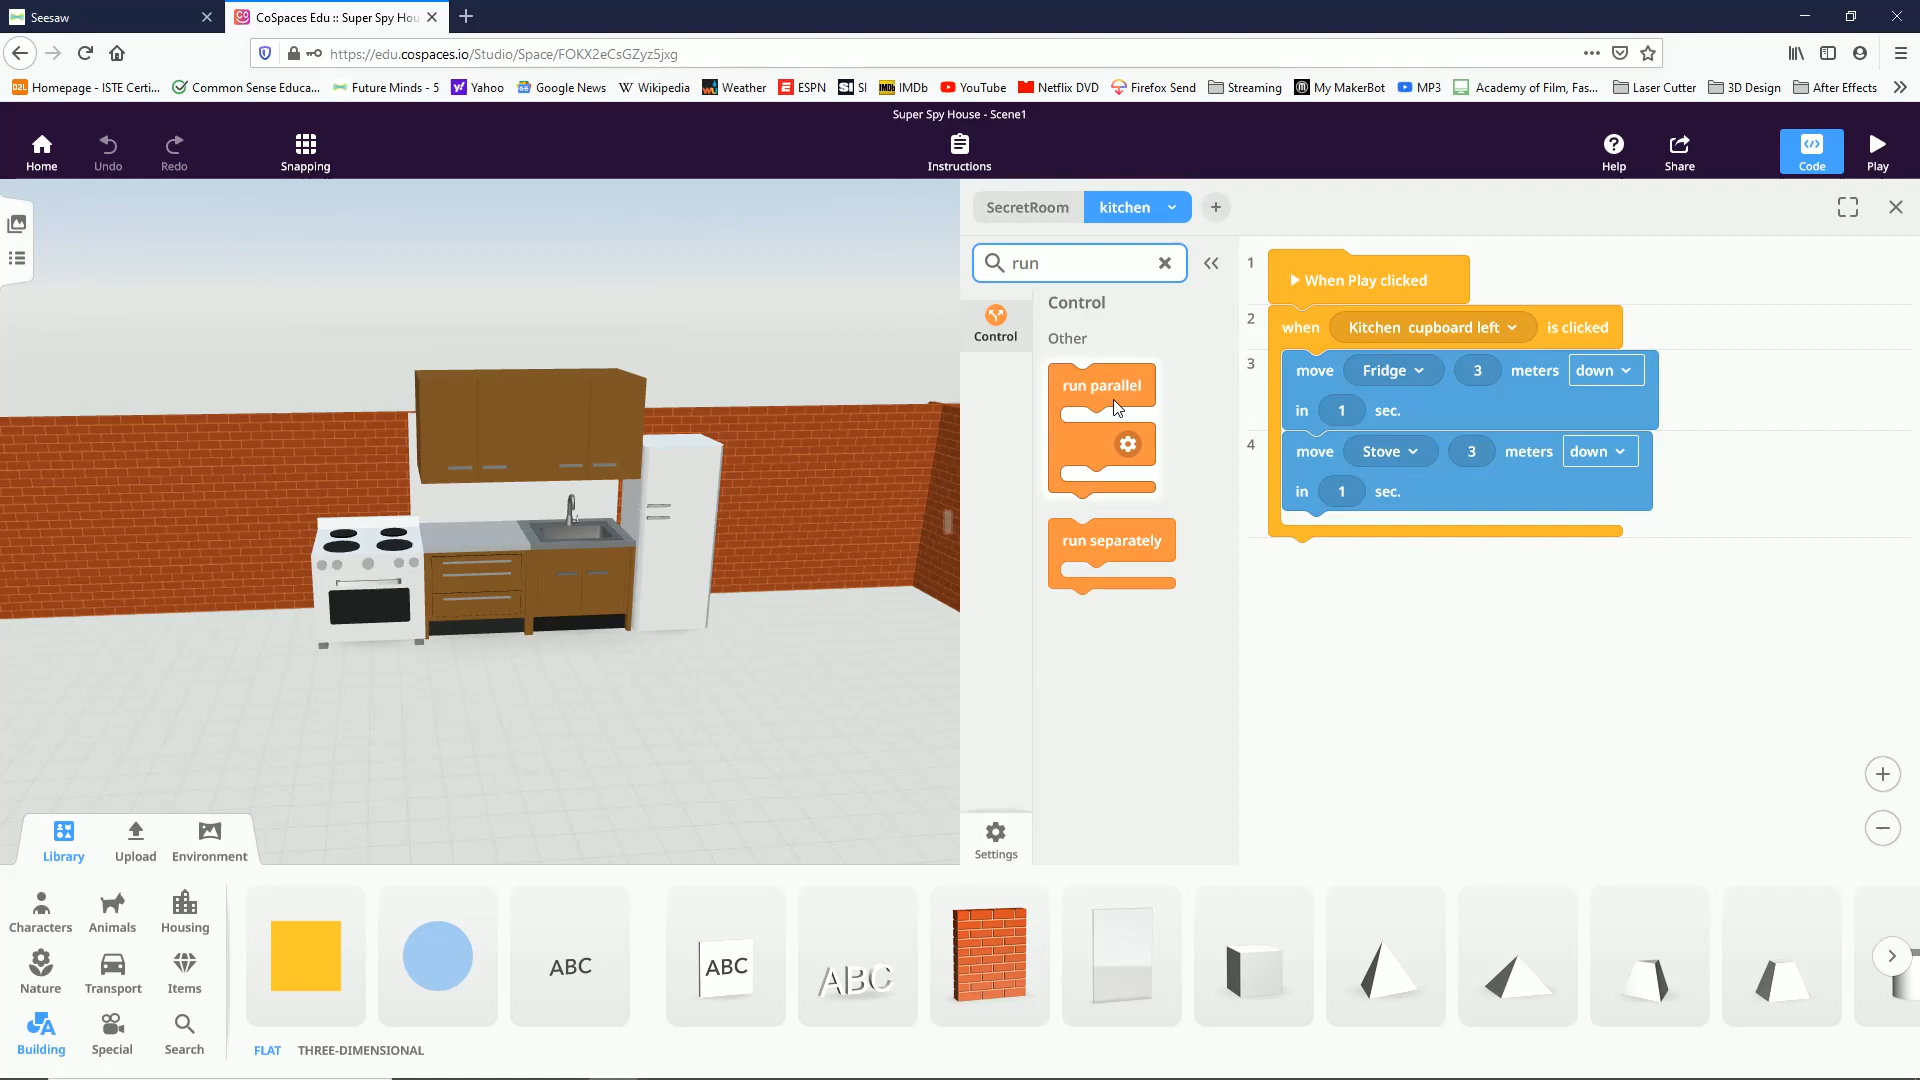 Seesaw
CoSpaces Edu :: Super Spy Hou
https://edu.cospaces.io/Studio/Space/FOKX2eCsGZyz5jxg
Homepage - ISTE Certi...
Common Sense Educa...
Future Minds - 5
Yahoo
Google News
Wikipedia
Weather
ESPN
SI
IMDb
YouTube
Netflix DVD
Firefox Send
Streaming
My MakerBot
MP3
Academy of Film, Fas...
Laser Cutter
3D Design
After Effects
Super Spy House - Scene1
Home
Undo
Redo
Snapping
Instructions
Help
Share
Code
Play
SecretRoom
kitchen
run
Control
Control
Other
run parallel
run separately
Settings
1
When Play clicked
2
when Kitchen cupboard left is clicked
3
move Fridge 3 meters down
in 1 sec.
4
move Stove 3 meters down
in 1 sec.
Library
Upload
Environment
Characters
Animals
Housing
Nature
Transport
Items
Building
Special
Search
ABC
ABC
ABC
FLAT
THREE-DIMENSIONAL